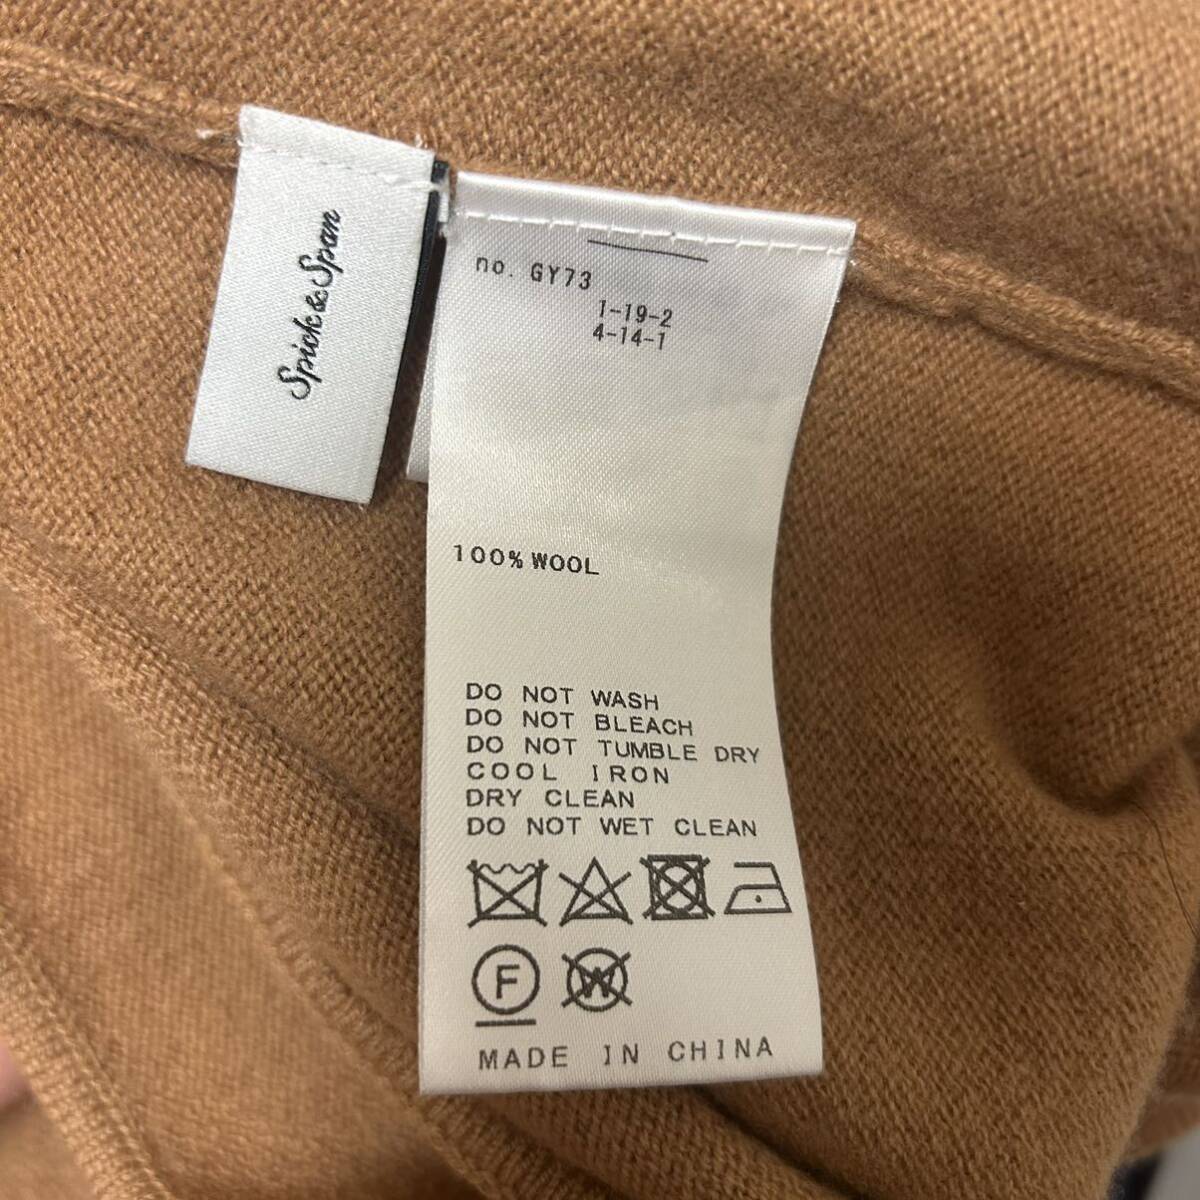 Spick & Span
no. GY73
1-19-2
4-14-1
100% WOOL
DO NOT WASH
DO NOT BLEACH
DO NOT TUMBLE DRY
COOL IRON
DRY CLEAN
DO NOT WET CLEAN
F W
MADE IN CHINA